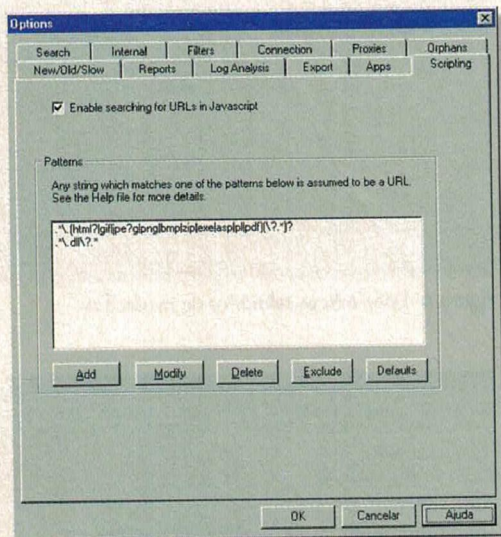 Options
Search Internal Filters Connection Proxies Orphans
New/Old/Slow Reports Log Analysis Export Apps Scripting
Enable searching for URLs in Javascript
Patterns
Any string which matches one of the patterns below is assumed to be a URL.
See the Help file for more details.
.*\.(html?|gif|jpe?g|png|bmp|zip|exe|asp|pl|pdf)(\?.*)?
.*\.dll\?.*
Add Modify Delete Exclude Defaults
OK Cancelar Ajuda